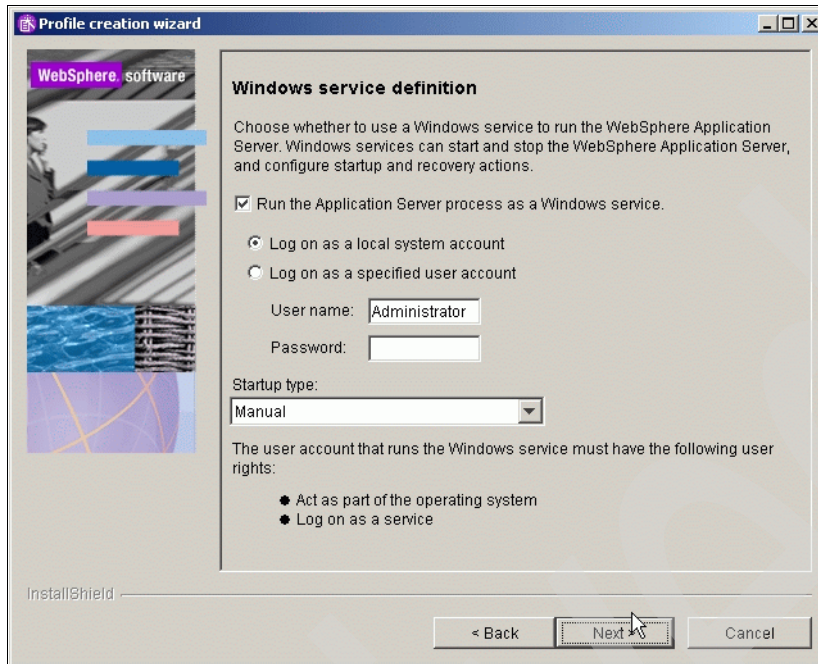 Profile creation wizard
WebSphere. software
Windows service definition
Choose whether to use a Windows service to run the WebSphere Application
Server. Windows services can start and stop the WebSphere Application Server,
and configure startup and recovery actions.
Run the Application Server process as a Windows service.
Log on as a local system account
Log on as a specified user account
User name: Administrator
Password:
Startup type:
Manual
The user account that runs the Windows service must have the following user
rights:
● Act as part of the operating system
● Log on as a service
InstallShield
< Back Next > Cancel